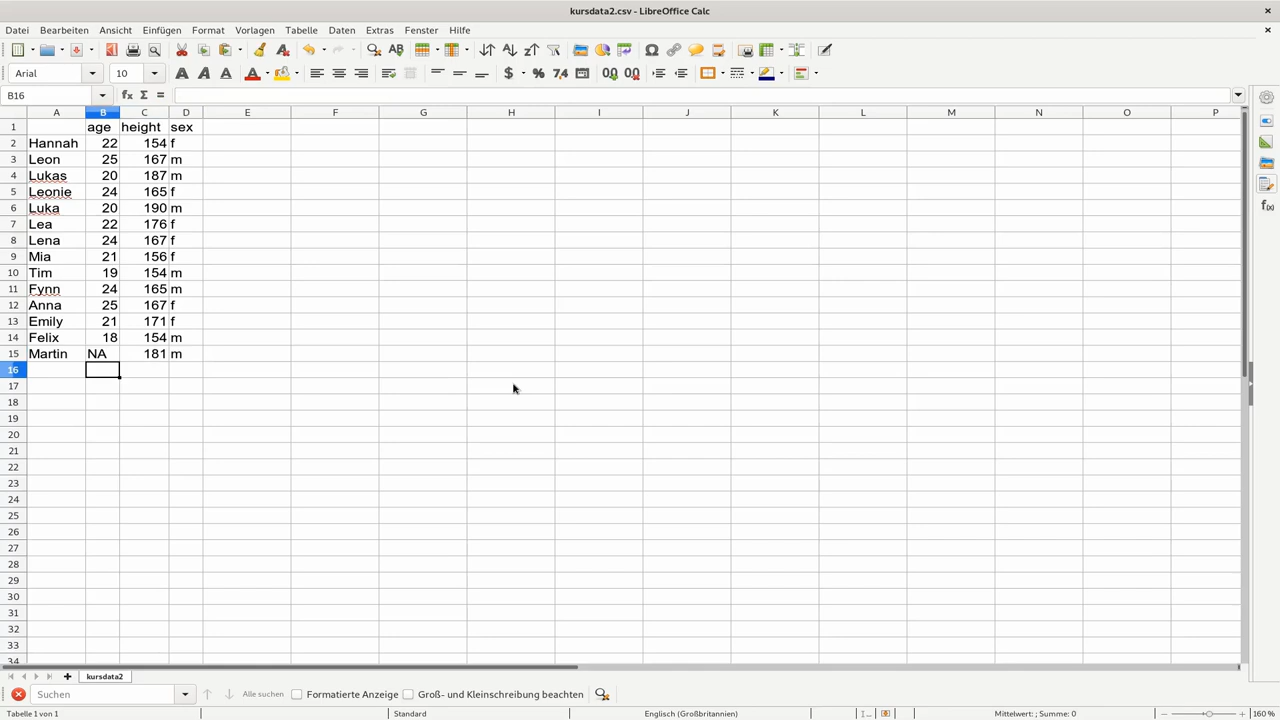 kursdata2.csv - LibreOffice Calc
Datei Bearbeiten Ansicht Einfügen Format Vorlagen Tabelle Daten Extras Fenster Hilfe
Arial 10
B16
A B C D E F G H I J K L M N O P
1 age height sex
2 Hannah 22 154 f
3 Leon 25 167 m
4 Lukas 20 187 m
5 Leonie 24 165 f
6 Luka 20 190 m
7 Lea 22 176 f
8 Lena 24 167 f
9 Mia 21 156 f
10 Tim 19 154 m
11 Fynn 24 165 m
12 Anna 25 167 f
13 Emily 21 171 f
14 Felix 18 154 m
15 Martin NA 181 m
16
17
18
19
20
21
22
23
24
25
26
27
28
29
30
31
32
33
34
kursdata2
Suchen Alle suchen Formatierte Anzeige Groß- und Kleinschreibung beachten
Tabelle 1 von 1 Standard Englisch (Großbritannien) Mittelwert: ; Summe: 0 160 %